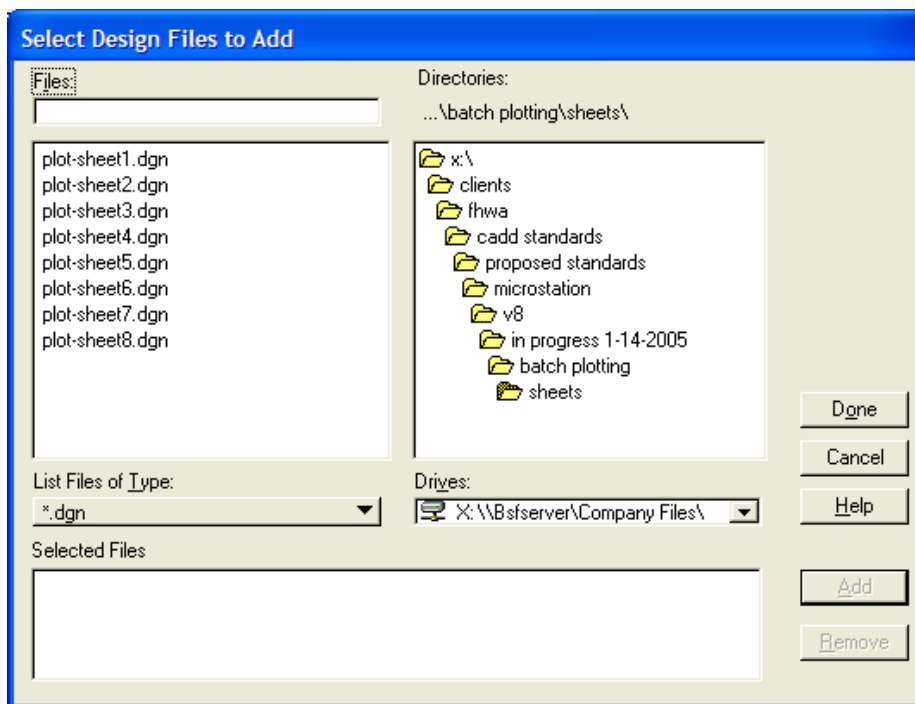 Select Design Files to Add
Files:
Directories:
...\batch plotting\sheets\
plot-sheet1.dgn
plot-sheet2.dgn
plot-sheet3.dgn
plot-sheet4.dgn
plot-sheet5.dgn
plot-sheet6.dgn
plot-sheet7.dgn
plot-sheet8.dgn
x:\
clients
fhwa
cadd standards
proposed standards
microstation
v8
in progress 1-14-2005
batch plotting
sheets
Done
Cancel
Help
List Files of Type:
*.dgn
Drives:
X:\\Bsfserver\Company Files\
Selected Files
Add
Remove